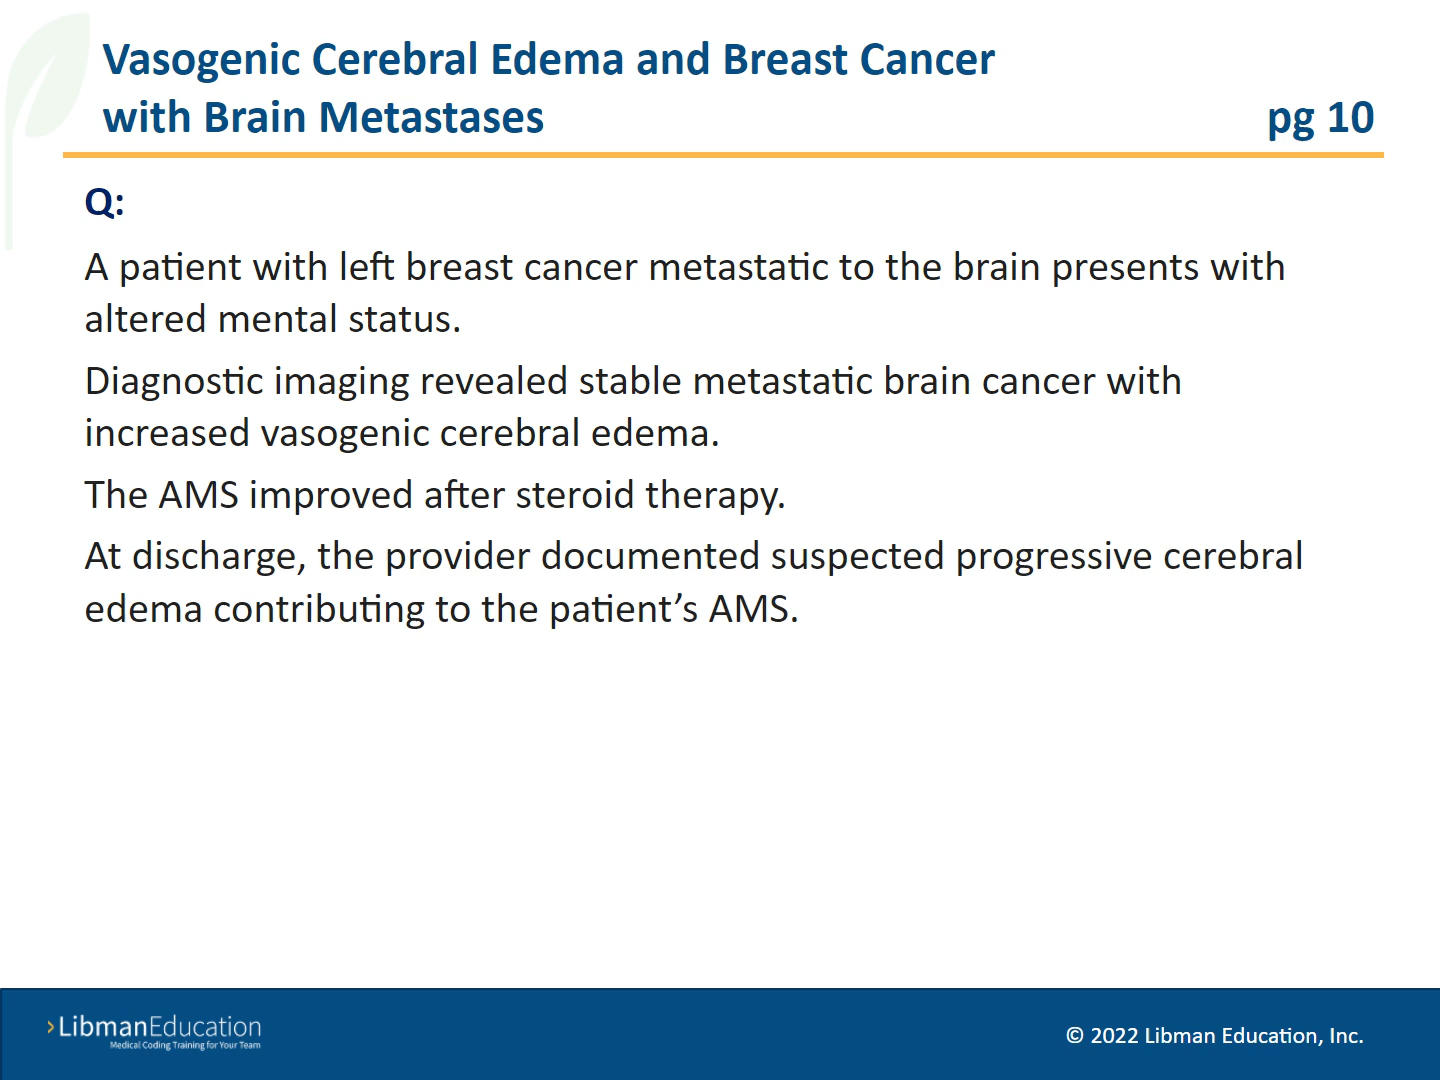 Vasogenic Cerebral Edema and Breast Cancer
with Brain Metastases pg 10
Q:
A patient with left breast cancer metastatic to the brain presents with
altered mental status.
Diagnostic imaging revealed stable metastatic brain cancer with
increased vasogenic cerebral edema.
The AMS improved after steroid therapy.
At discharge, the provider documented suspected progressive cerebral
edema contributing to the patient’s AMS.
LibmanEducation
Medical Coding Training for Your Team
© 2022 Libman Education, Inc.